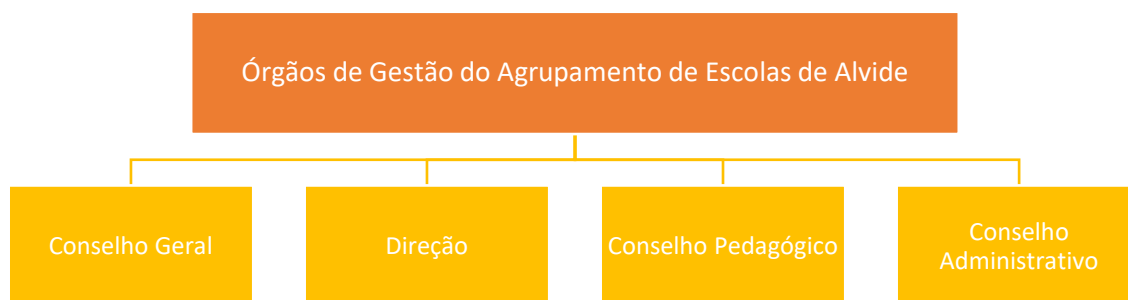 Órgãos de Gestão do Agrupamento de Escolas de Alvide
Conselho Geral
Direção
Conselho Pedagógico
Conselho
Administrativo